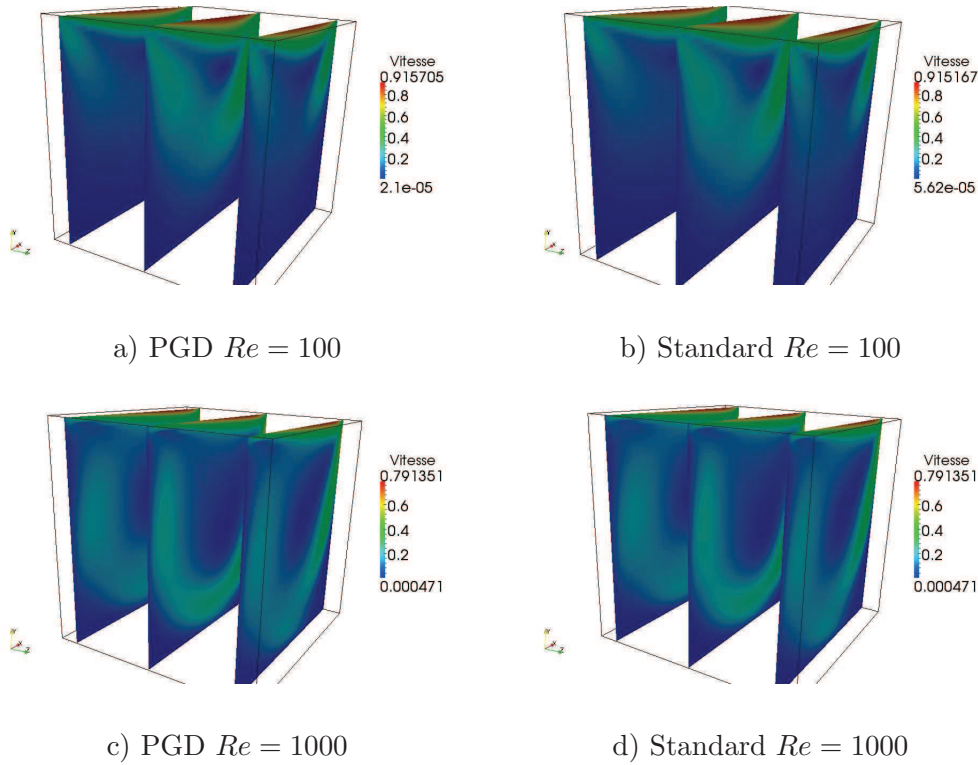 Vitesse
0.915705
0.8
0.6
0.4
0.2
2.1e-05
Y
X
Z
Vitesse
0.915167
0.8
0.6
0.4
0.2
5.62e-05
Y
X
Z
a) PGD Re = 100
b) Standard Re = 100
Vitesse
0.791351
0.6
0.4
0.2
0.000471
Y
X
Z
Vitesse
0.791351
0.6
0.4
0.2
0.000471
Y
X
Z
c) PGD Re = 1000
d) Standard Re = 1000